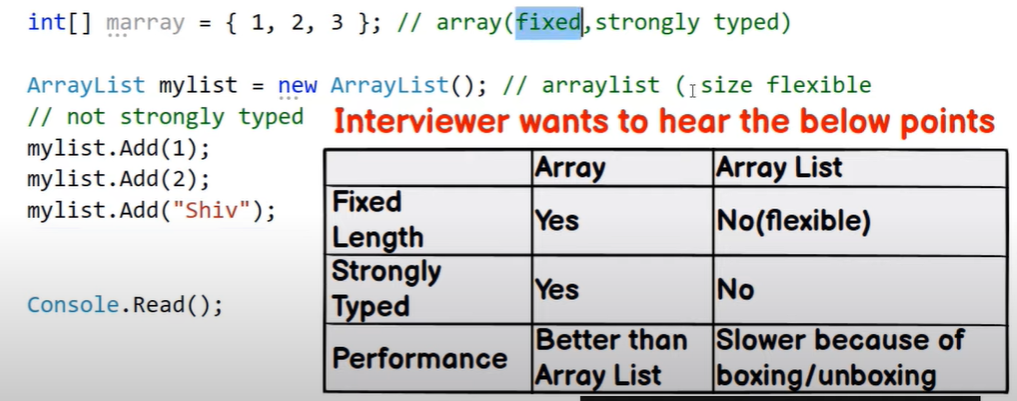 int[] marray = { 1, 2, 3 }; // array(fixed,strongly typed)
ArrayList mylist = new ArrayList(); // arraylist ( size flexible
// not strongly typed
mylist.Add(1);
mylist.Add(2);
mylist.Add("Shiv");
Console.Read();
Interviewer wants to hear the below points
Array Array List
Fixed
Length Yes No(flexible)
Strongly
Typed Yes No
Performance Better than
Array List Slower because of
boxing/unboxing